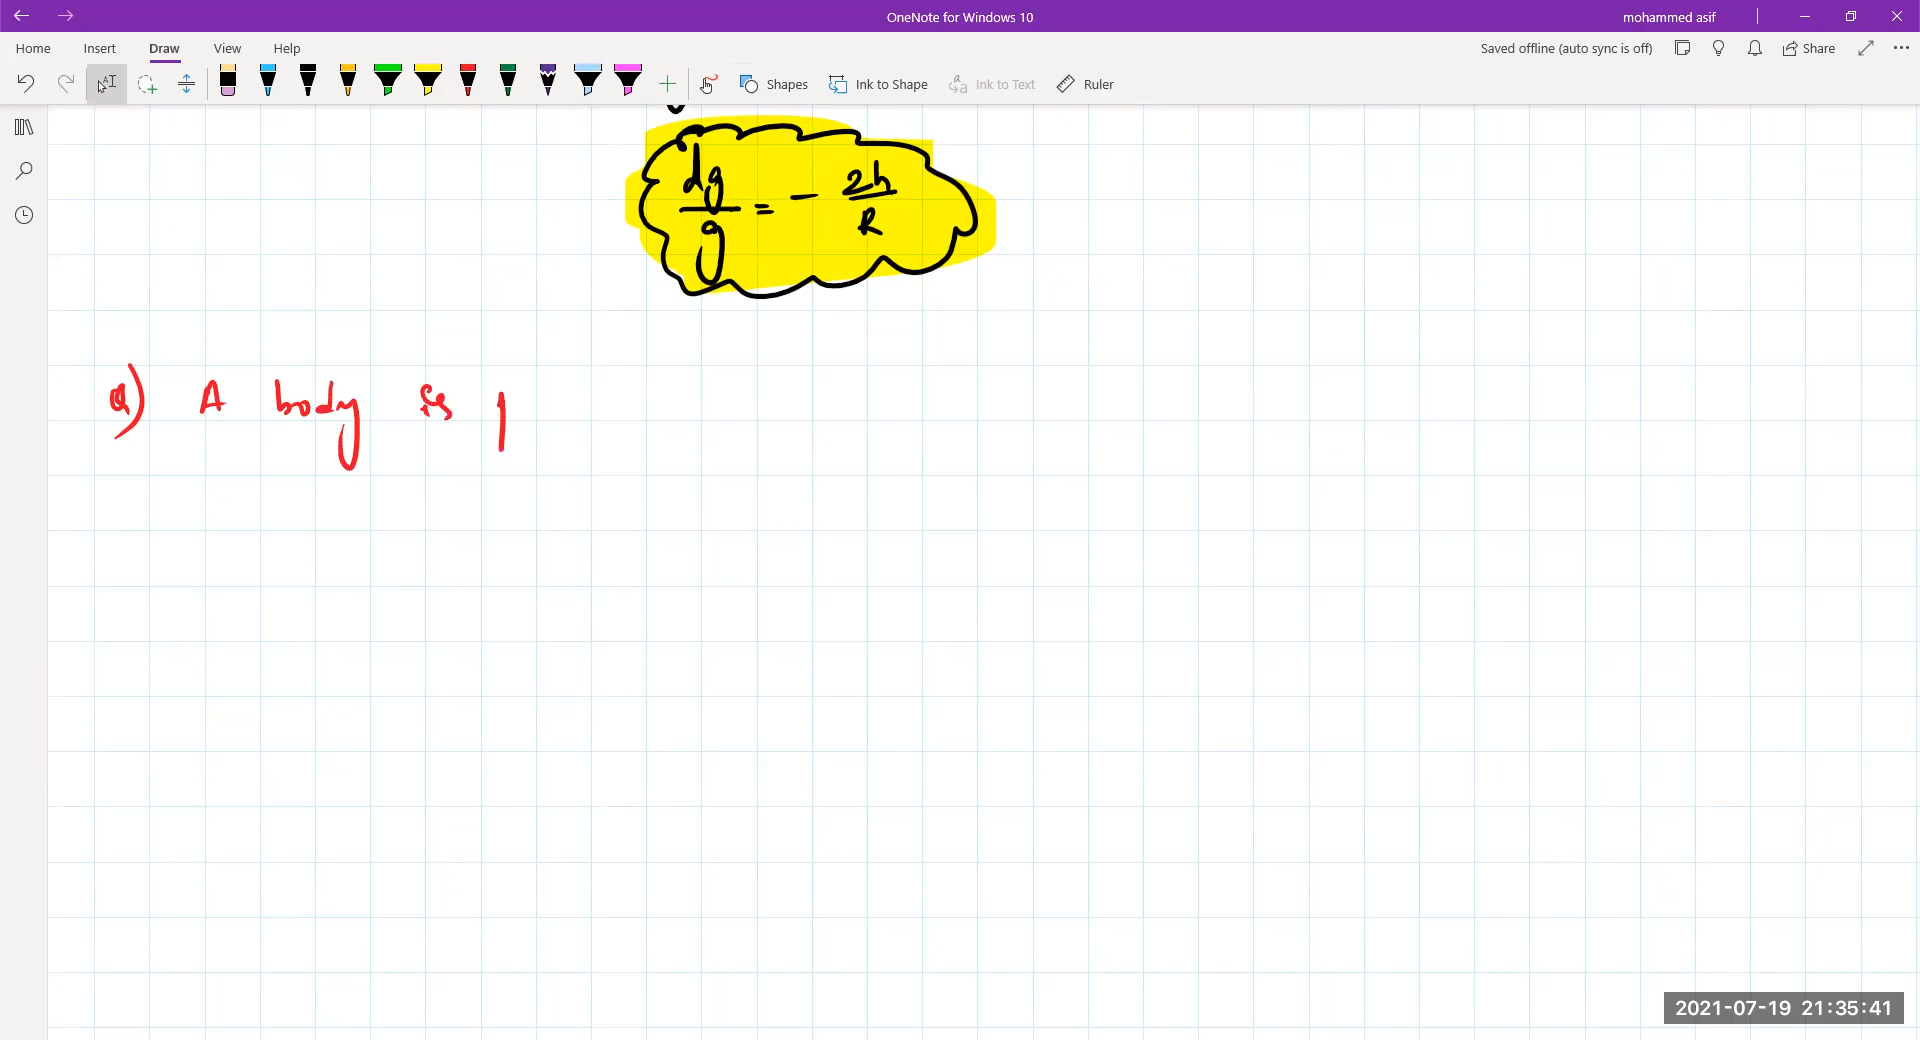 OneNote for Windows 10
mohammed asif
Home Insert Draw View Help
Saved offline (auto sync is off) Share
Shapes Ink to Shape Ink to Text Ruler
dg/g = - 2h/R
Q) A body is
2021-07-19 21:35:41